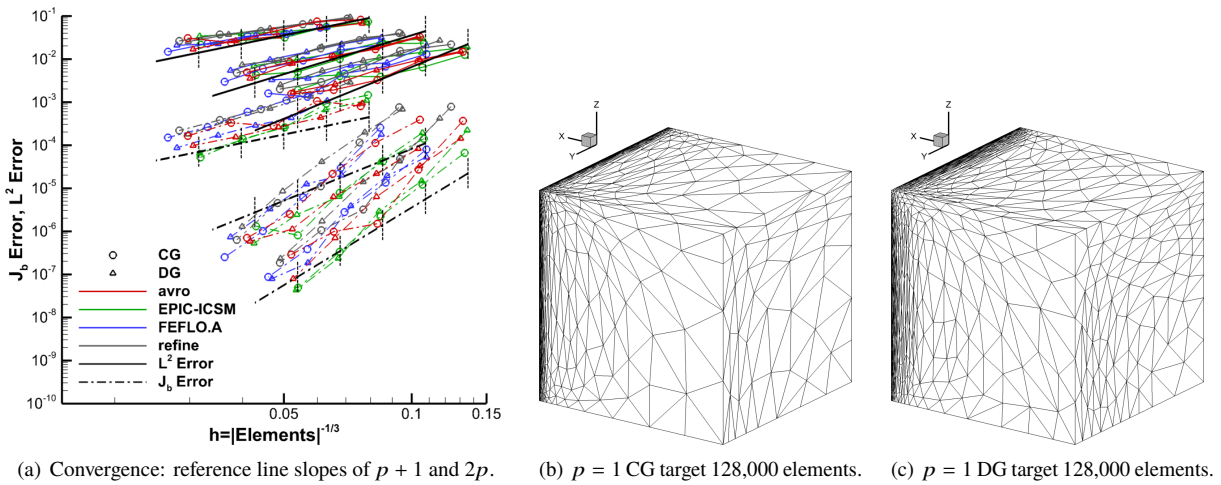 10^-1
10^-2
10^-3
10^-4
10^-5
10^-6
10^-7
10^-8
10^-9
10^-10
J_b Error, L^2 Error
CG
DG
avro
EPIC-ICSM
FEFLO.A
refine
L^2 Error
J_b Error
0.05 0.1 0.15
h=|Elements|^-1/3
Z
X
Y
Z
X
Y
(a) Convergence: reference line slopes of p + 1 and 2p.
(b) p = 1 CG target 128,000 elements.
(c) p = 1 DG target 128,000 elements.